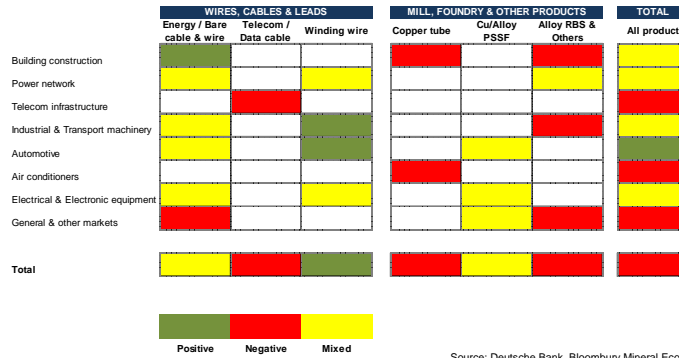 WIRES, CABLES & LEADS
MILL, FOUNDRY & OTHER PRODUCTS
TOTAL
Energy / Bare cable & wire
Telecom / Data cable
Winding wire
Copper tube
Cu/Alloy PSSF
Alloy RBS & Others
All product
Building construction
Power network
Telecom infrastructure
Industrial & Transport machinery
Automotive
Air conditioners
Electrical & Electronic equipment
General & other markets
Total
Positive
Negative
Mixed
Source: Deutsche Bank, Bloombury Mineral Eco